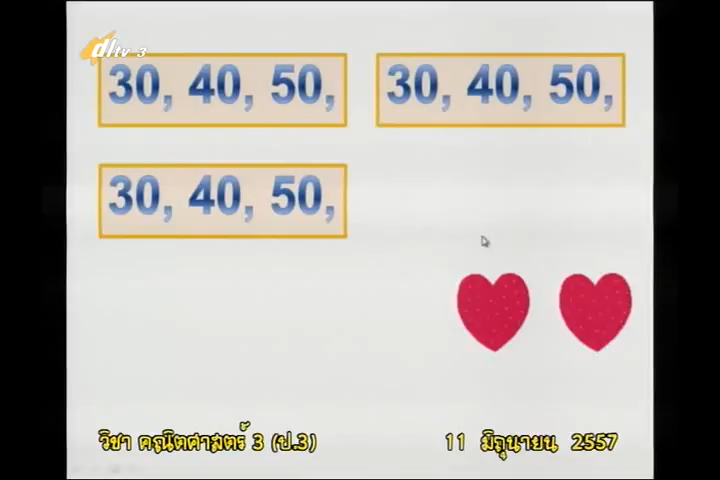 dltv 3
30, 40, 50, 30, 40, 50,
30, 40, 50,
วิชา คณิตศาสตร์ 3 (ป.3) 11 มิถุนายน 2557